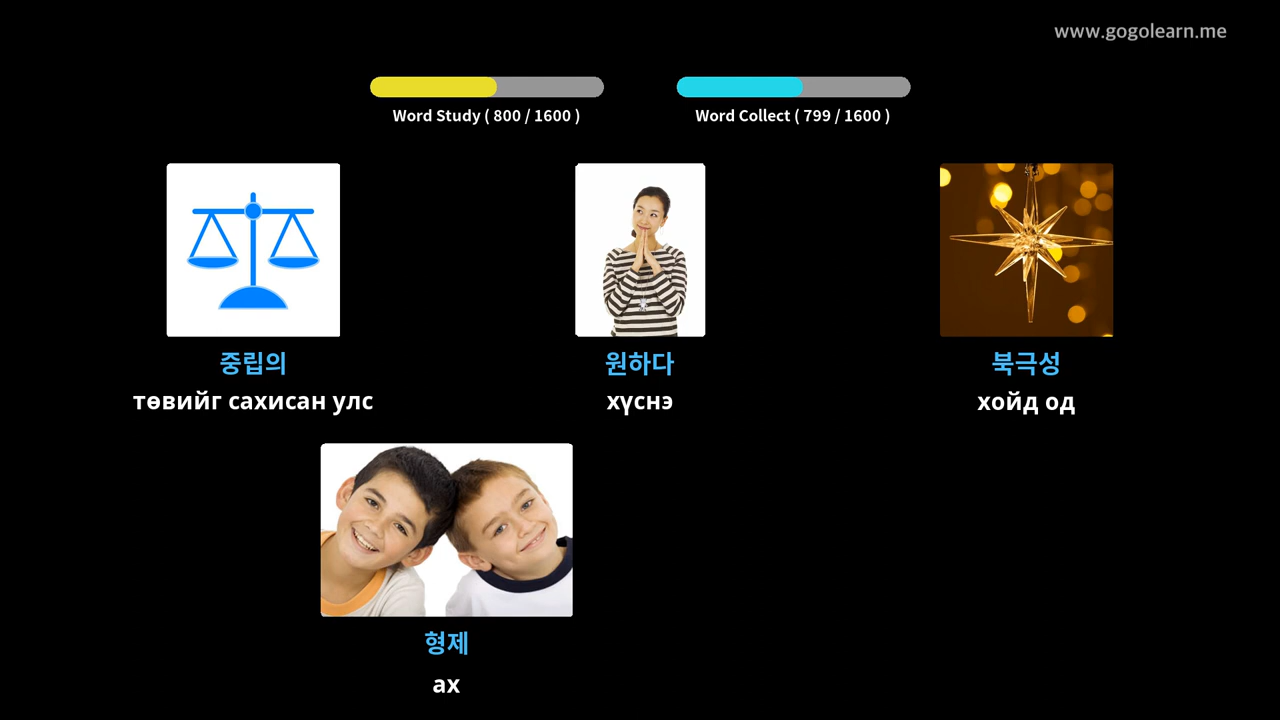 www.gogolearn.me
Word Study ( 800 / 1600 )
Word Collect ( 799 / 1600 )
중립의
төвийг сахисан улс
원하다
хүснэ
북극성
хойд од
형제
ах